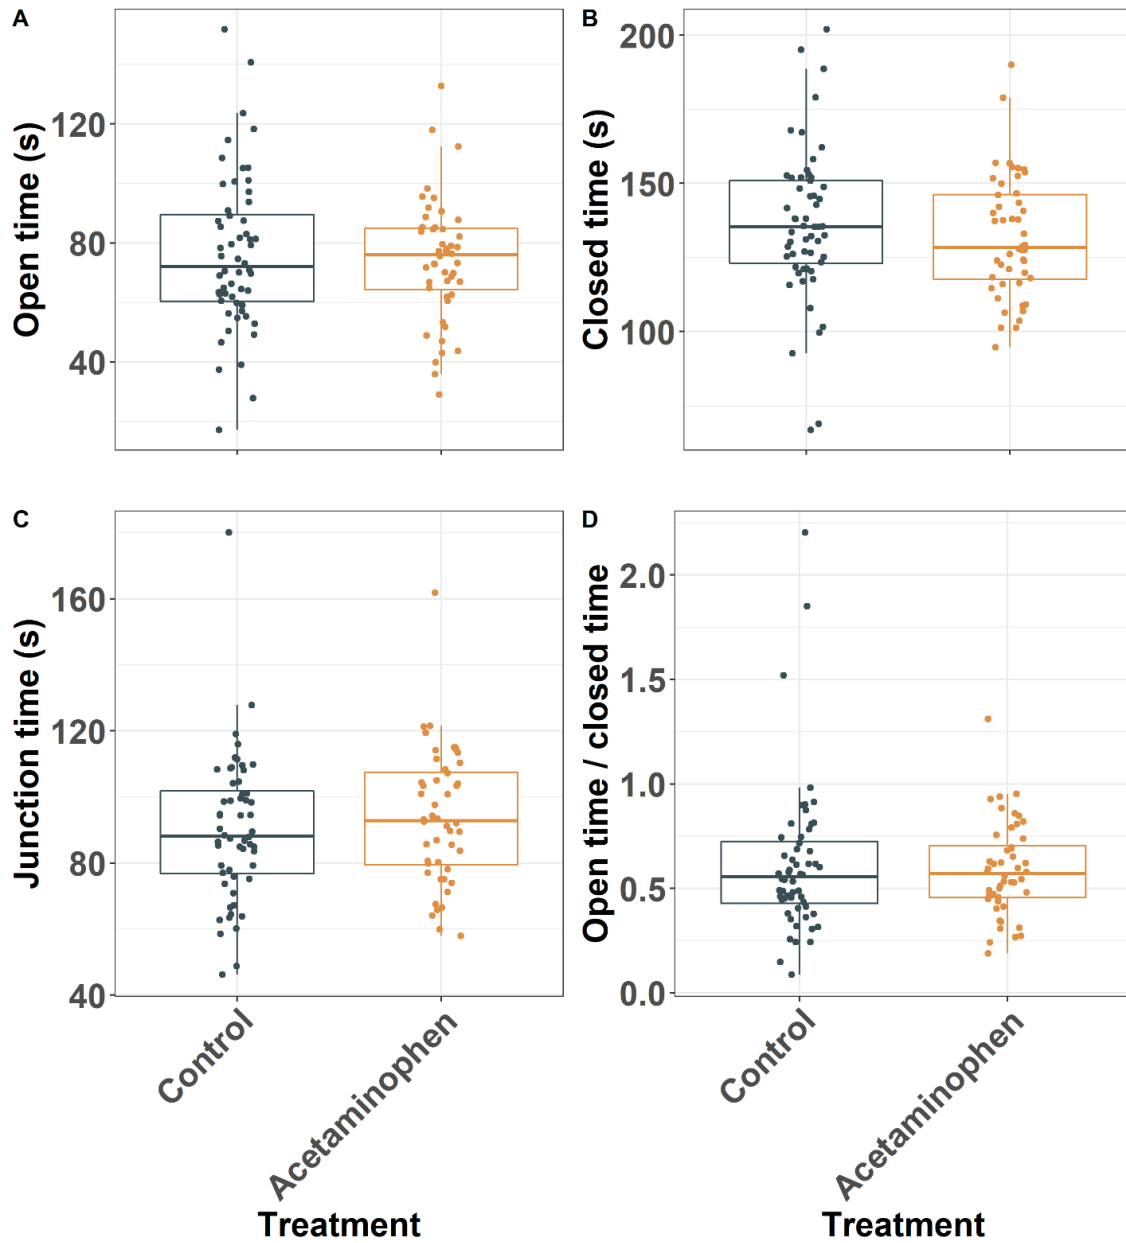 A
Open time (s)
120
80
40
B
Closed time (s)
200
150
100
C
Junction time (s)
160
120
80
40
Control
Acetaminophen
Treatment
D
Open time / closed time
2.0
1.5
1.0
0.5
0.0
Control
Acetaminophen
Treatment